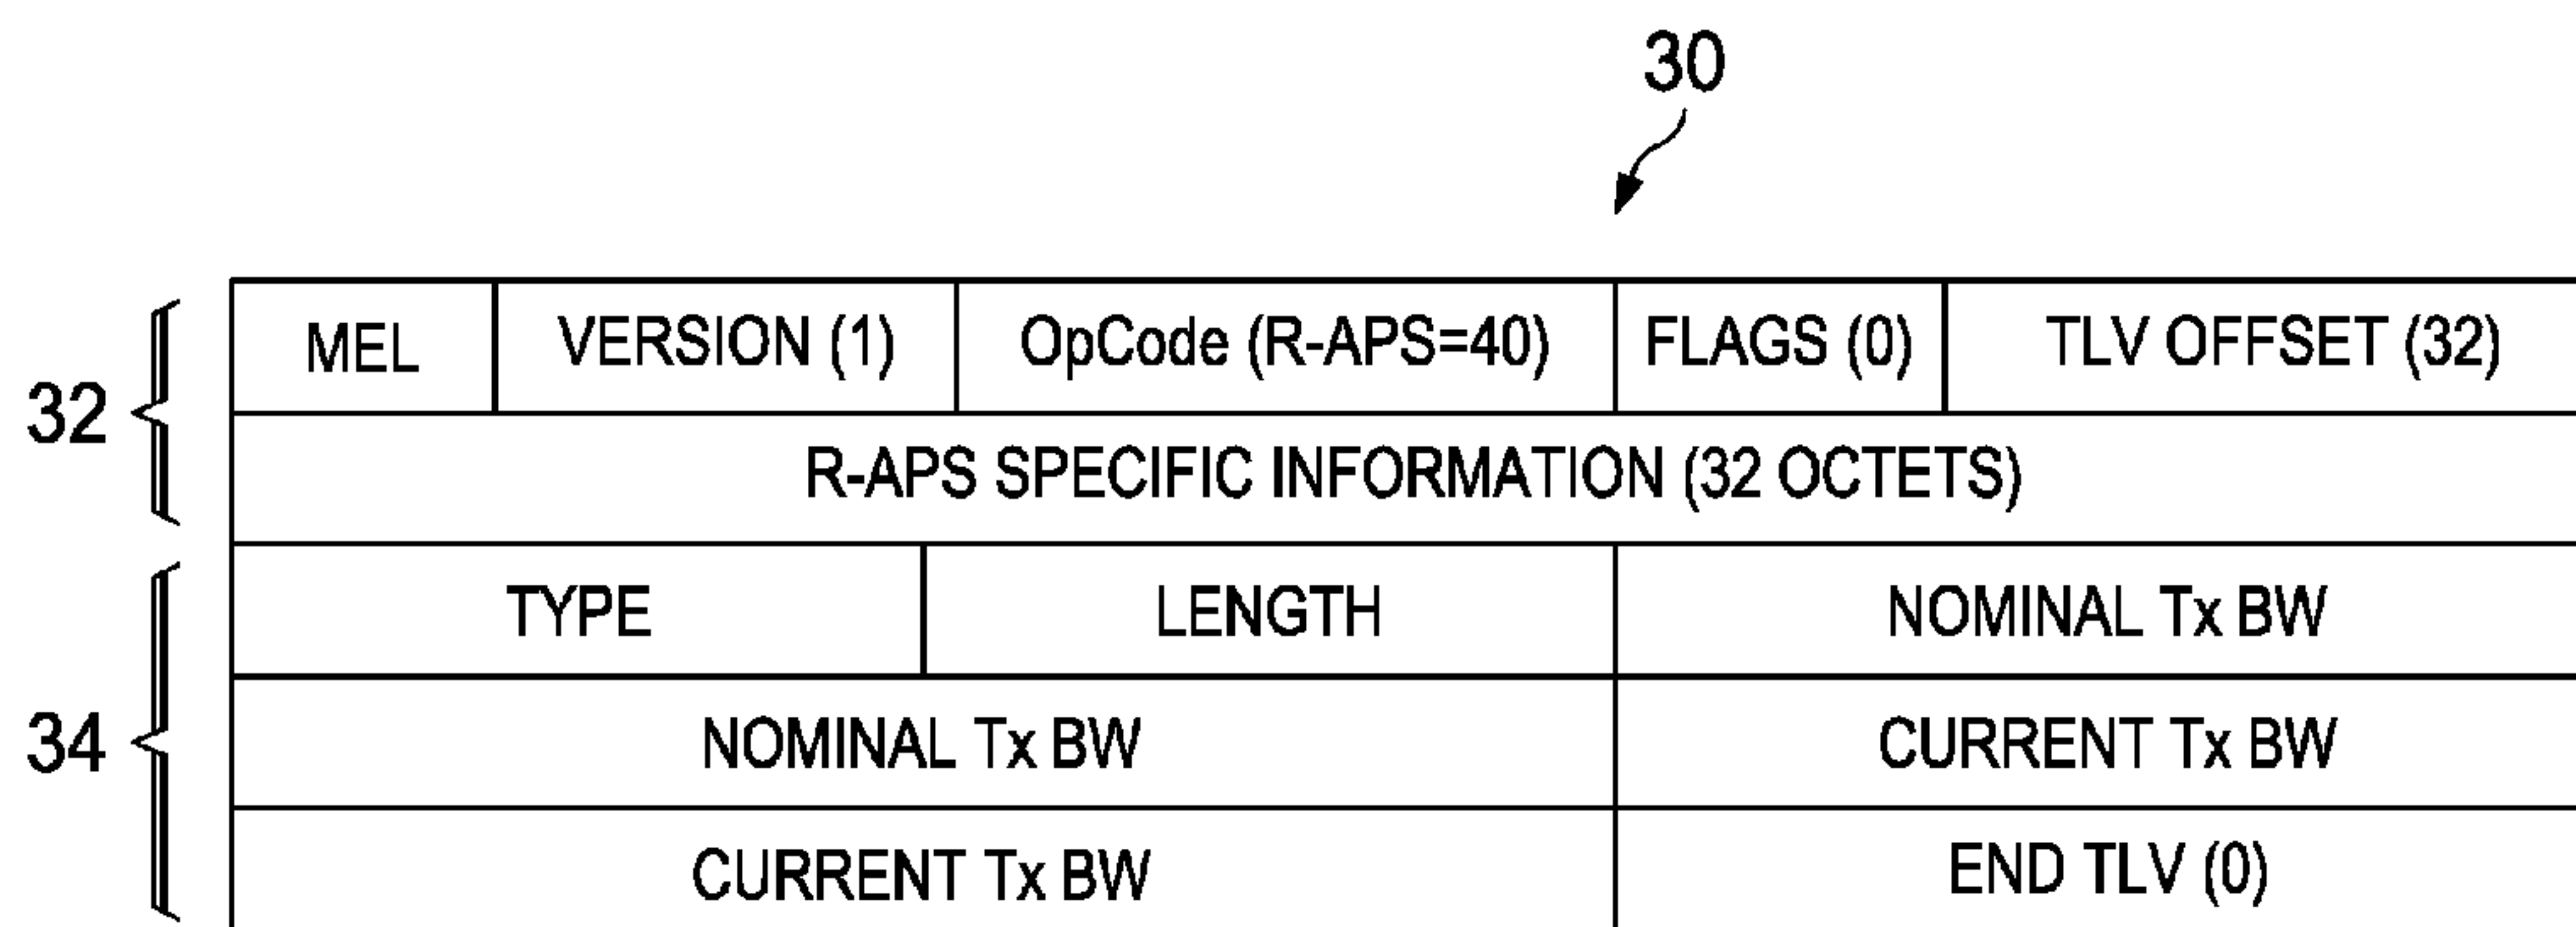 30
32
MEL VERSION (1) OpCode (R-APS=40) FLAGS (0) TLV OFFSET (32)
R-APS SPECIFIC INFORMATION (32 OCTETS)
34
TYPE LENGTH NOMINAL Tx BW
NOMINAL Tx BW CURRENT Tx BW
CURRENT Tx BW END TLV (0)